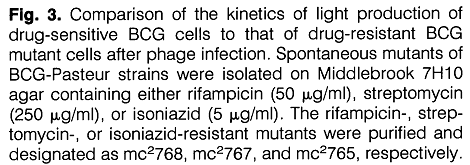 Fig. 3. Comparison of the kinetics of light production of
drug-sensitive BCG cells to that of drug-resistant BCG
mutant cells after phage infection. Spontaneous mutants of
BCG-Pasteur strains were isolated on Middlebrook 7H10
agar containing either rifampicin (50 μg/ml), streptomycin
(250 μg/ml), or isoniazid (5 μg/ml). The rifampicin-, strep-
tomycin-, or isoniazid-resistant mutants were purified and
designated as mc²768, mc²767, and mc²765, respectively.